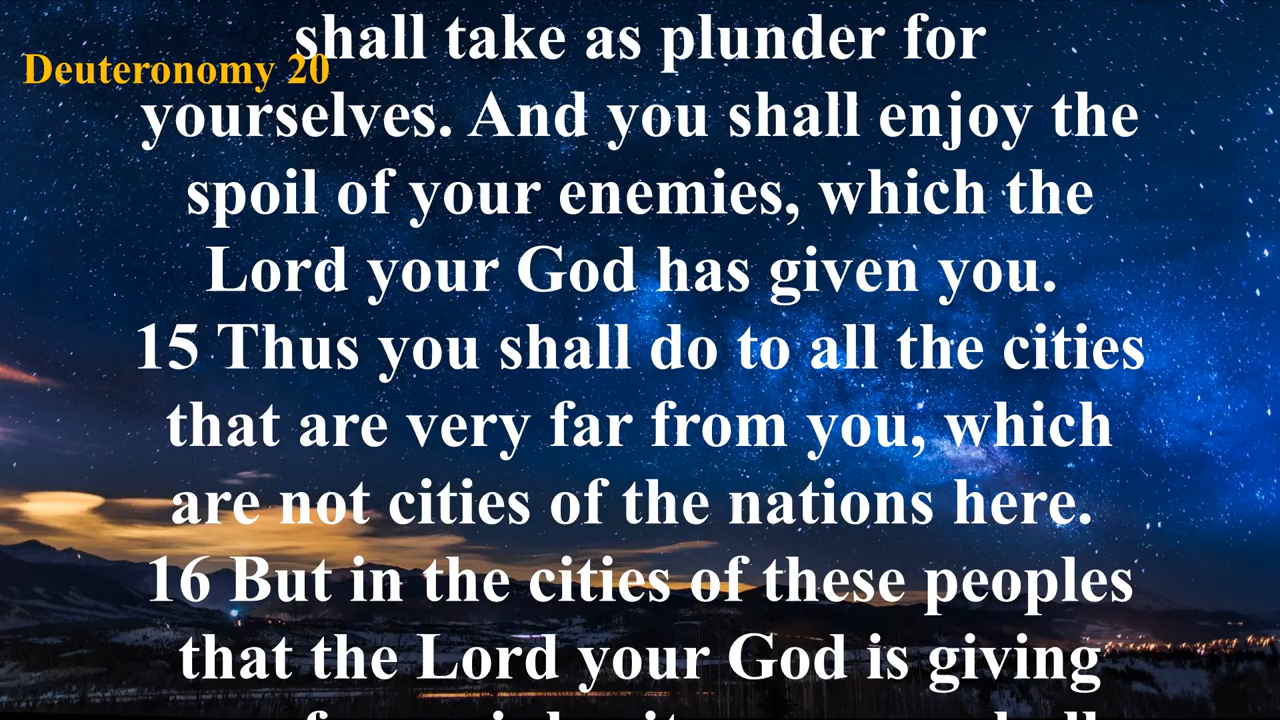 shall take as plunder for
Deuteronomy 20
yourselves. And you shall enjoy the
spoil of your enemies, which the
Lord your God has given you.
15 Thus you shall do to all the cities
that are very far from you, which
are not cities of the nations here.
16 But in the cities of these peoples
that the Lord your God is giving